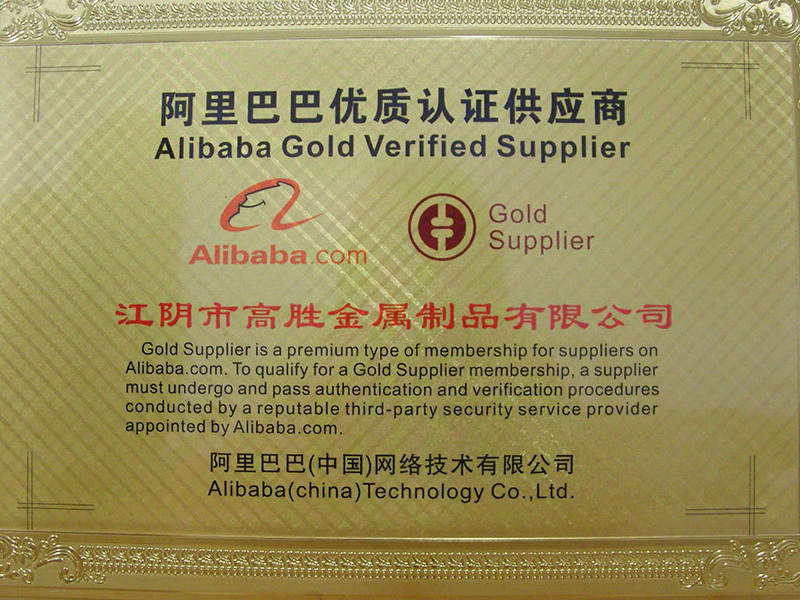 阿里巴巴优质认证供应商
Alibaba Gold Verified Supplier
Alibaba.com
Gold
Supplier
江阴市高胜金属制品有限公司
Gold Supplier is a premium type of membership for suppliers on
Alibaba.com. To qualify for a Gold Supplier membership, a supplier
must undergo and pass authentication and verification procedures
conducted by a reputable third-party security service provider
appointed by Alibaba.com.
阿里巴巴(中国)网络技术有限公司
Alibaba(china)Technology Co.,Ltd.